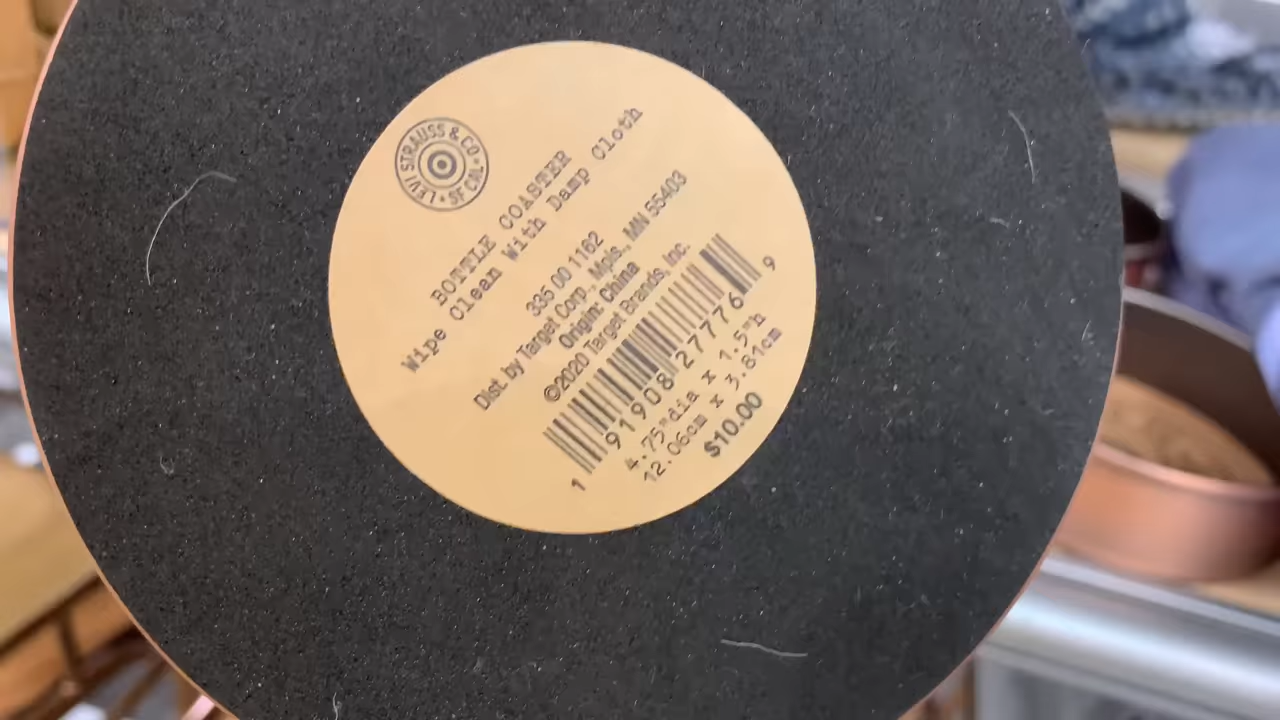 LEVI STRAUSS & CO.
SF CAL
BOTTLE COASTER
Wipe Clean With Damp Cloth
335 00 1162
Dist. by Target Corp., Mpls., MN 55403
Origin: China
©2020 Target Brands, Inc.
1 91908 27776 9
4.75"dia x 1.5"h
12.06cm x 3.81cm
$10.00